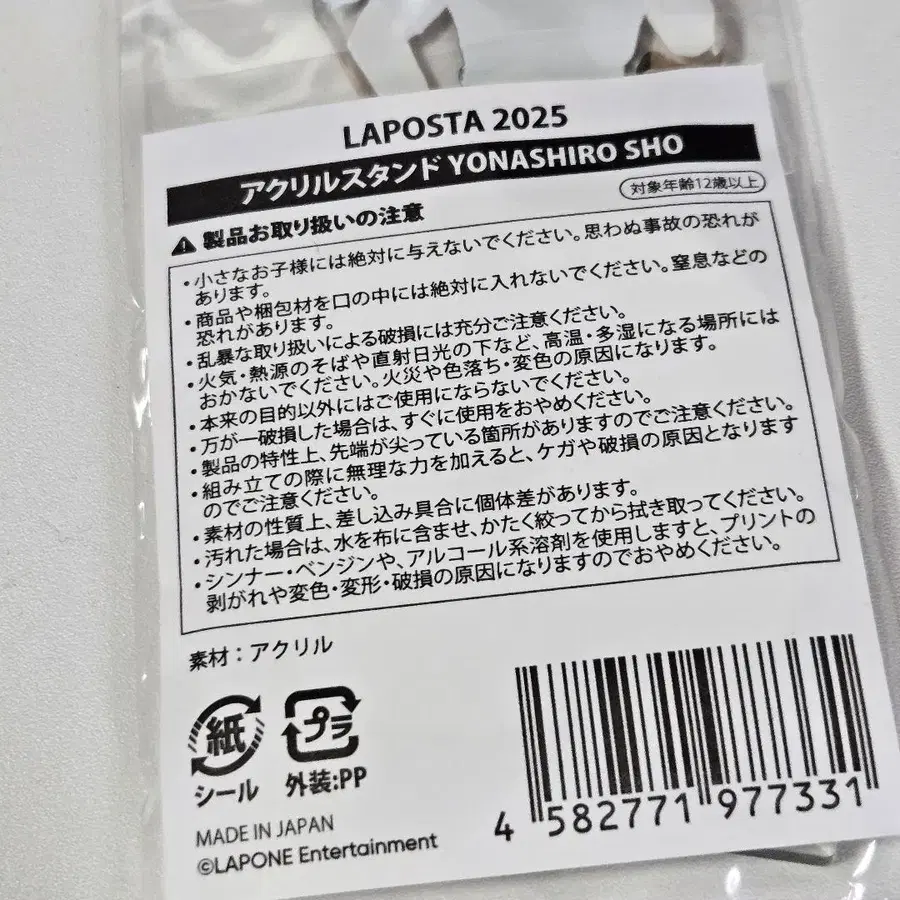 LAPOSTA 2025
アクリルスタンド YONASHIRO SHO
対象年齢12歳以上
製品お取り扱いの注意
・小さなお子様には絶対に与えないでください。思わぬ事故の恐れが
あります。
・商品や梱包材を口の中には絶対に入れないでください。窒息などの
恐れがあります。
・乱暴な取り扱いによる破損には充分ご注意ください。
・火気・熱源のそばや直射日光の下など、高温・多湿になる場所には
おかないでください。火災や色落ち・変色の原因になります。
・本来の目的以外にはご使用にならないでください。
・万が一破損した場合は、すぐに使用をおやめください。
・製品の特性上、先端が尖っている箇所がありますのでご注意ください。
・組み立ての際に無理な力を加えると、ケガや破損の原因となります
のでご注意ください。
・素材の性質上、差し込み具合に個体差があります。
・汚れた場合は、水を布に含ませ、かたく絞ってから拭き取ってください。
・シンナー・ベンジンや、アルコール系溶剤を使用しますと、プリントの
剥がれや変色・変形・破損の原因になりますのでおやめください。
素材：アクリル
紙
シール
プラ
外装:PP
MADE IN JAPAN
©LAPONE Entertainment
4 582771 977331